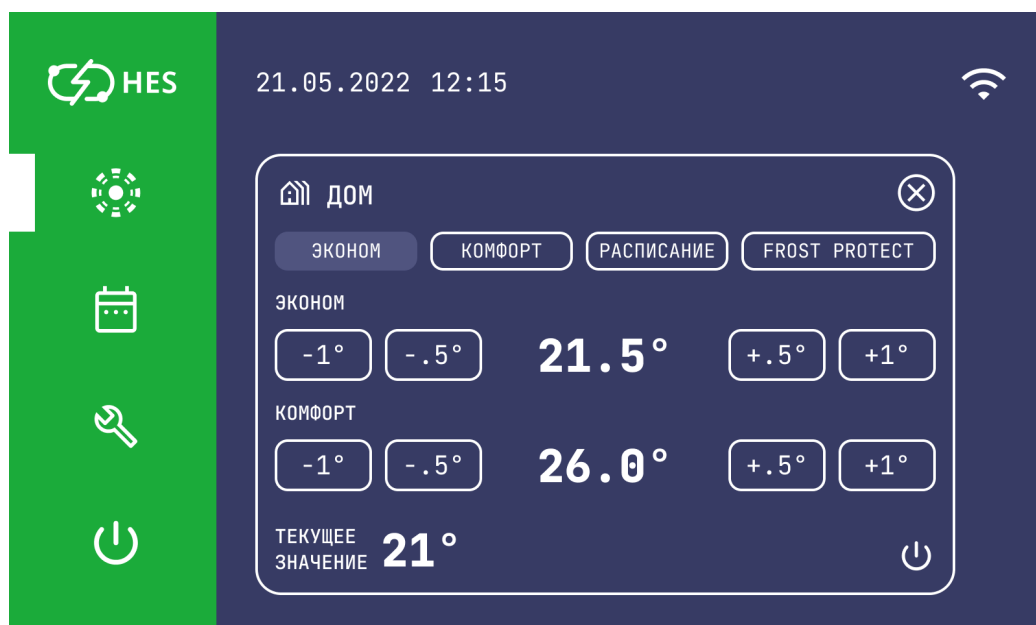 HES
21.05.2022 12:15
ДОМ
ЭКОНОМ КОМФОРТ РАСПИСАНИЕ FROST PROTECT
ЭКОНОМ
-1° -.5° 21.5° +.5° +1°
КОМФОРТ
-1° -.5° 26.0° +.5° +1°
ТЕКУЩЕЕ
ЗНАЧЕНИЕ 21°